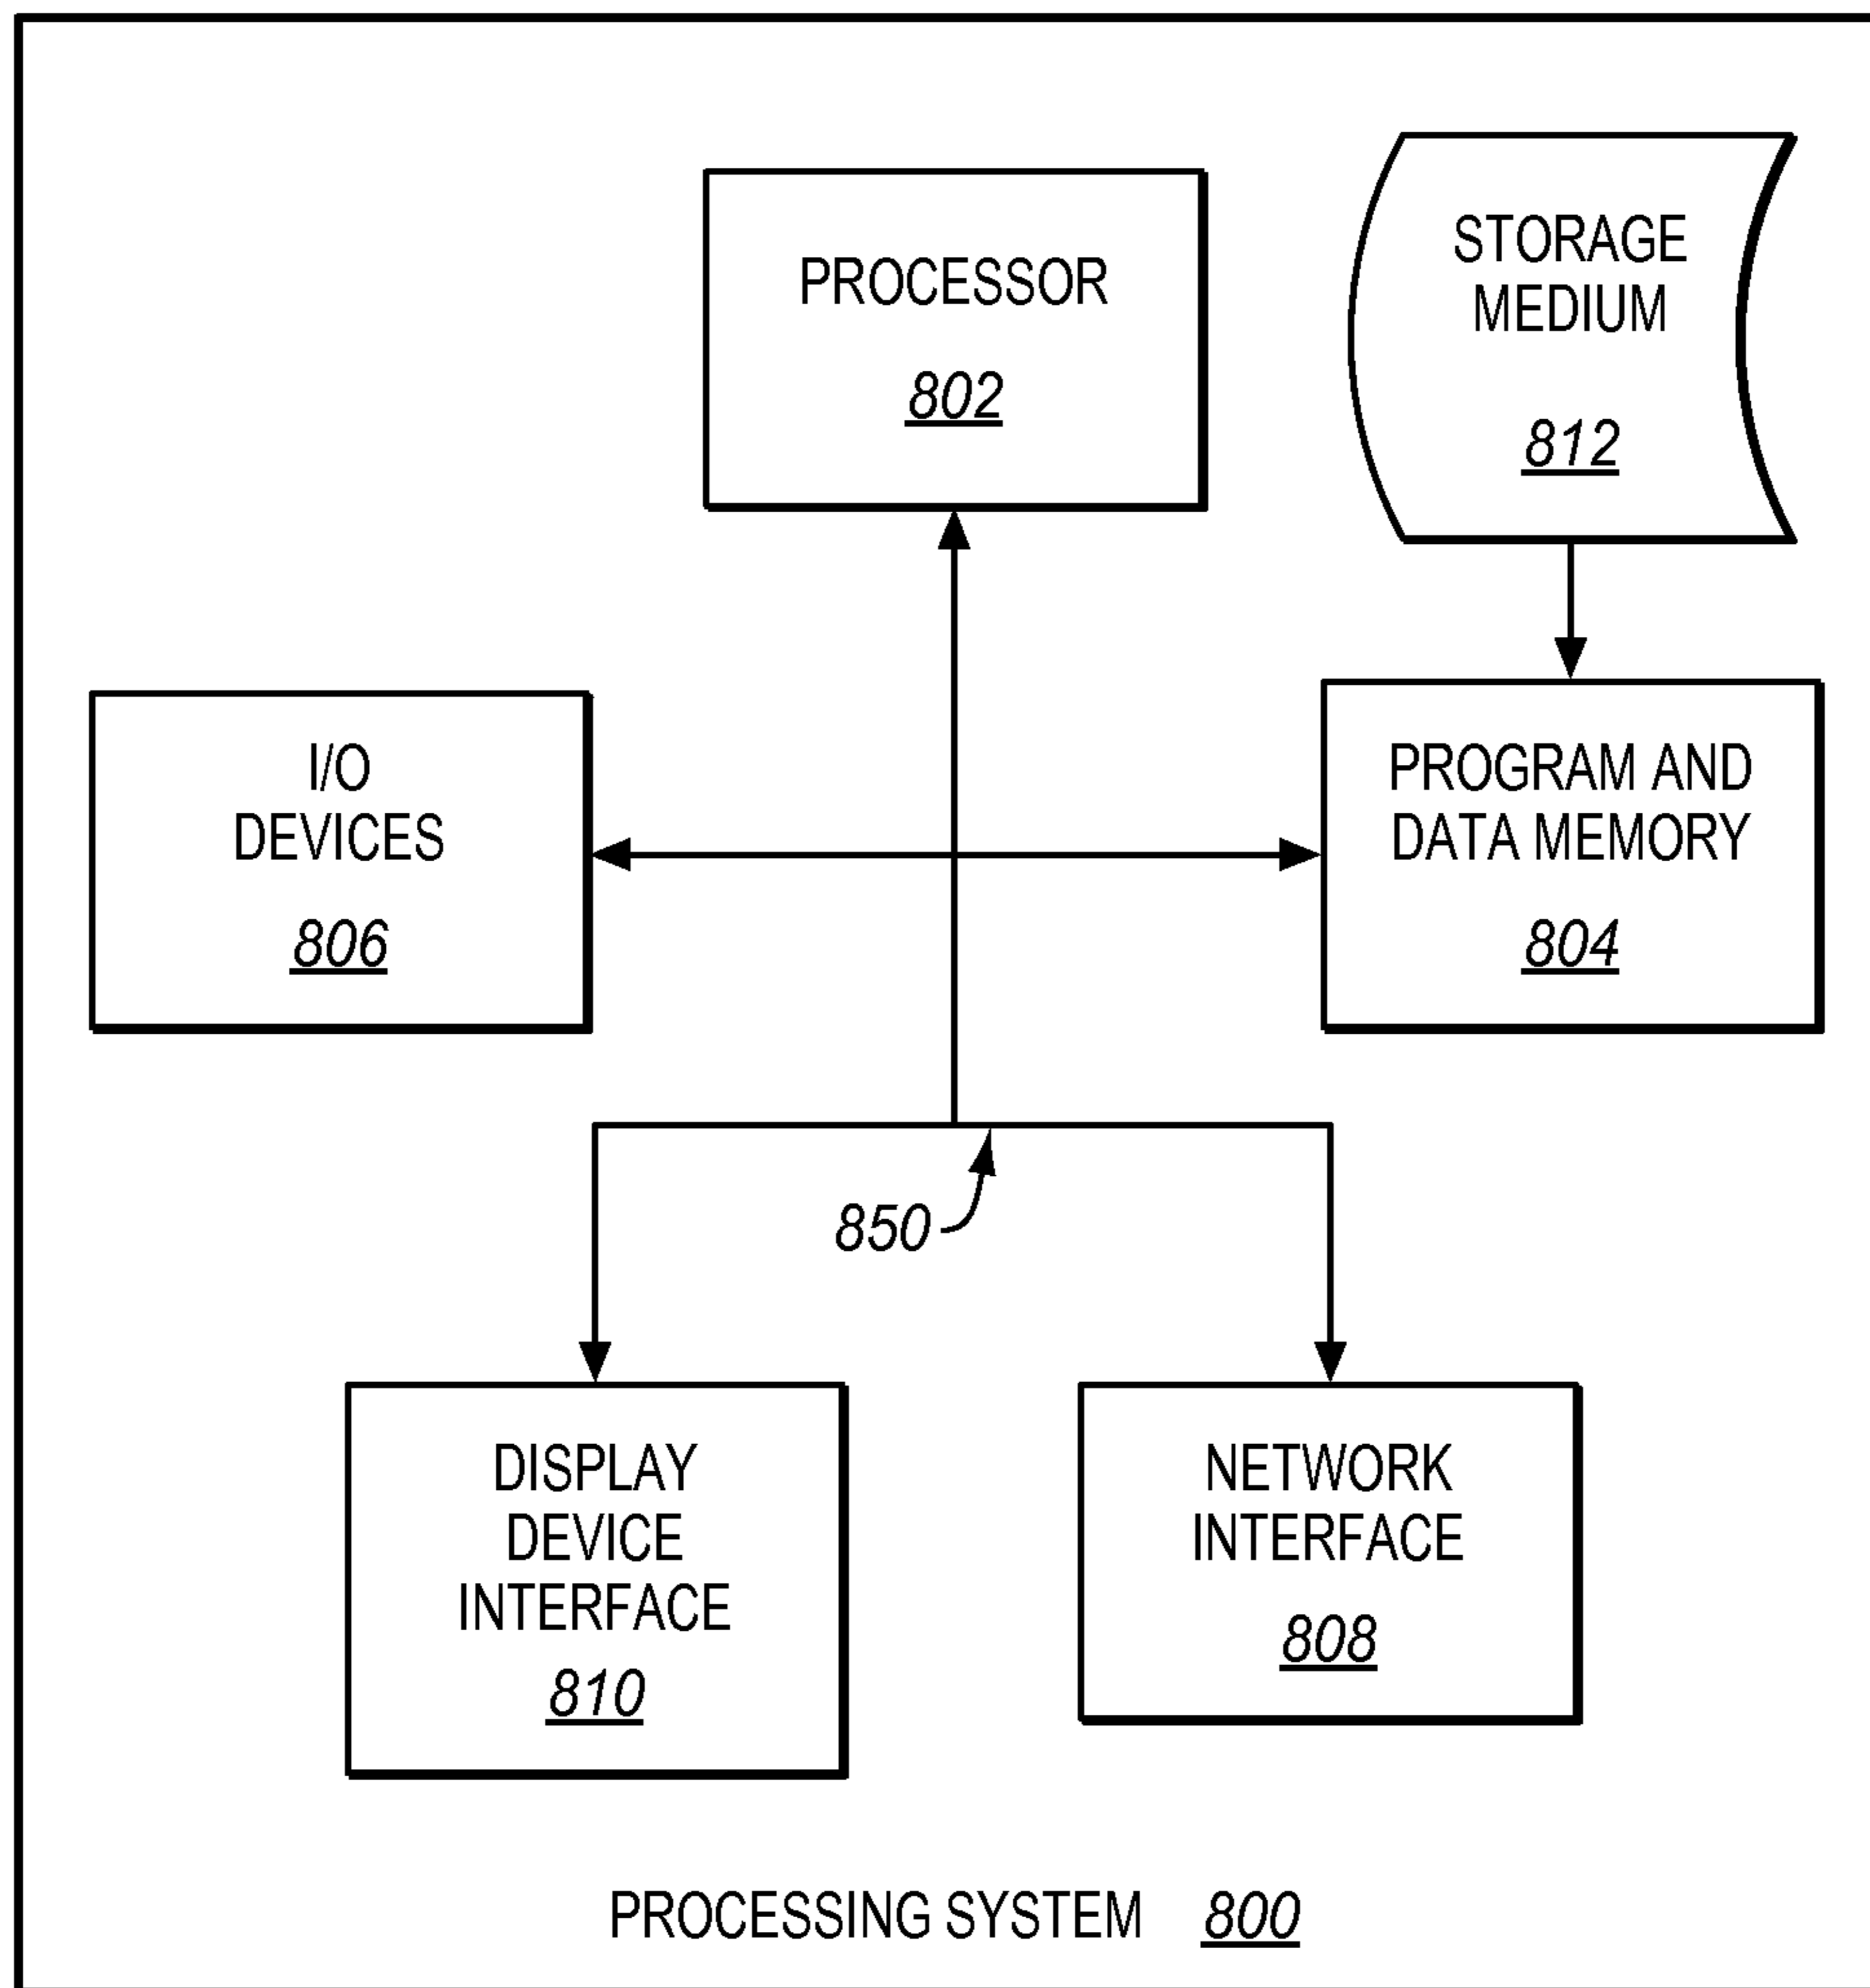 PROCESSOR
802
STORAGE
MEDIUM
812
I/O
DEVICES
806
PROGRAM AND
DATA MEMORY
804
850
DISPLAY
DEVICE
INTERFACE
810
NETWORK
INTERFACE
808
PROCESSING SYSTEM 800